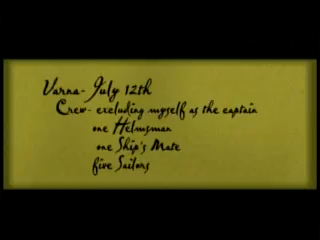 Varna- July 12th
Crew- excluding myself as the captain
one Helmsman
one Ship's Mate
five Sailors